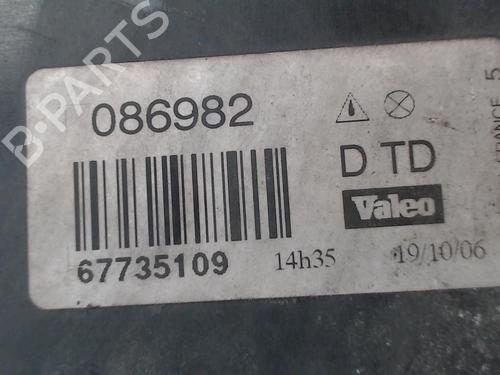 086982
D TD
Valeo
67735109
14h35
19/10/06
B-PARTS